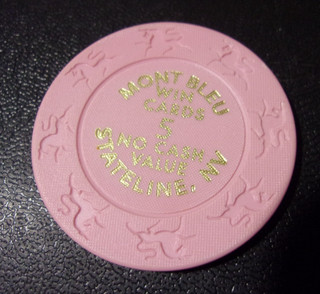 MONT BLEU
WIN
CARDS
5
NO CASH
VALUE
STATELINE, NV